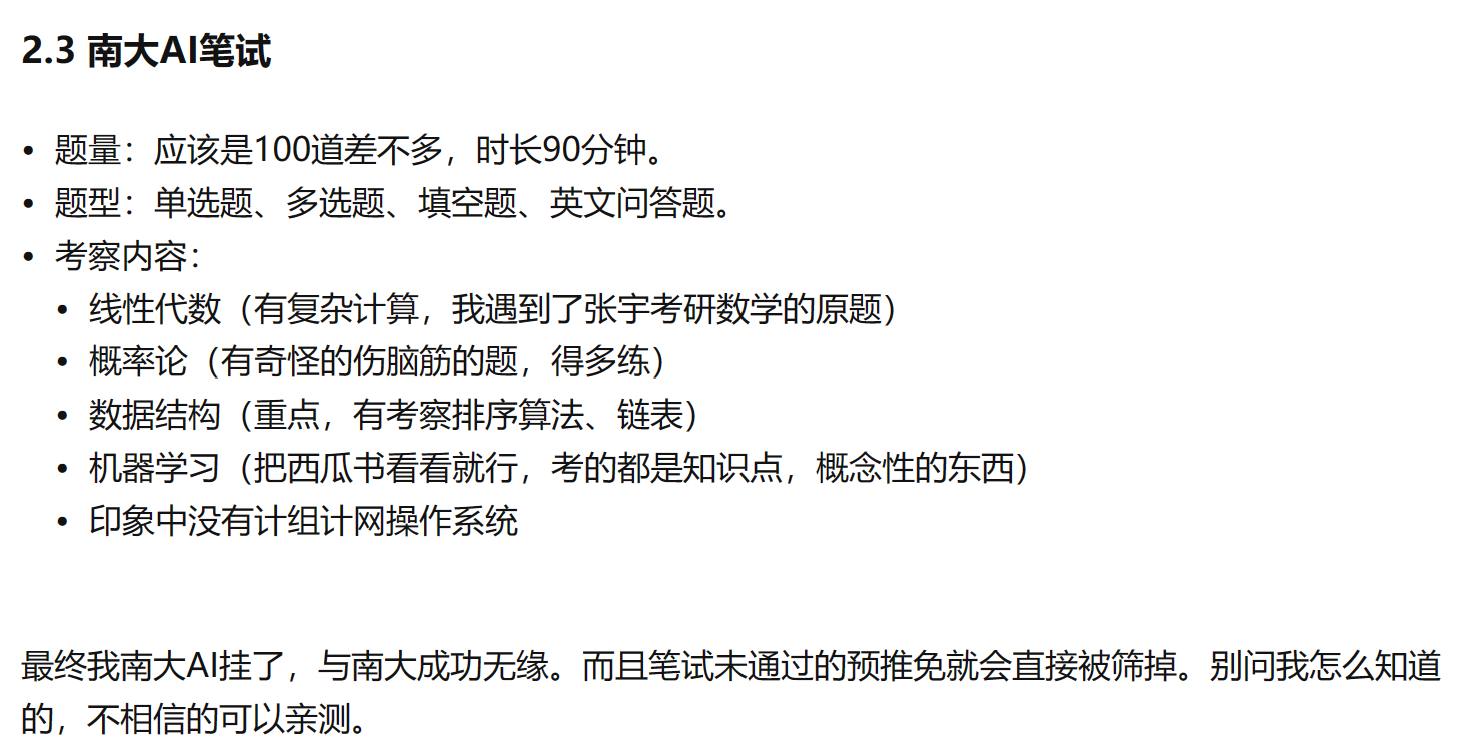 2.3 南大AI笔试
• 题量：应该是100道差不多，时长90分钟。
• 题型：单选题、多选题、填空题、英文问答题。
• 考察内容：
• 线性代数（有复杂计算，我遇到了张宇考研数学的原题）
• 概率论（有奇怪的伤脑筋的题，得多练）
• 数据结构（重点，有考察排序算法、链表）
• 机器学习（把西瓜书看看就行，考的都是知识点，概念性的东西）
• 印象中没有计组计网操作系统
最终我南大AI挂了，与南大成功无缘。而且笔试未通过的预推免就会直接被筛掉。别问我怎么知道
的，不相信的可以亲测。